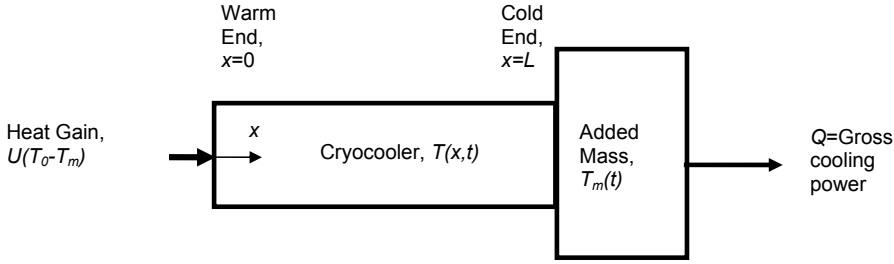 Warm
End,
x=0
Cold
End,
x=L
Heat Gain,
U(T₀-Tₘ)
x
Cryocooler, T(x,t)
Added
Mass,
Tₘ(t)
Q=Gross
cooling
power